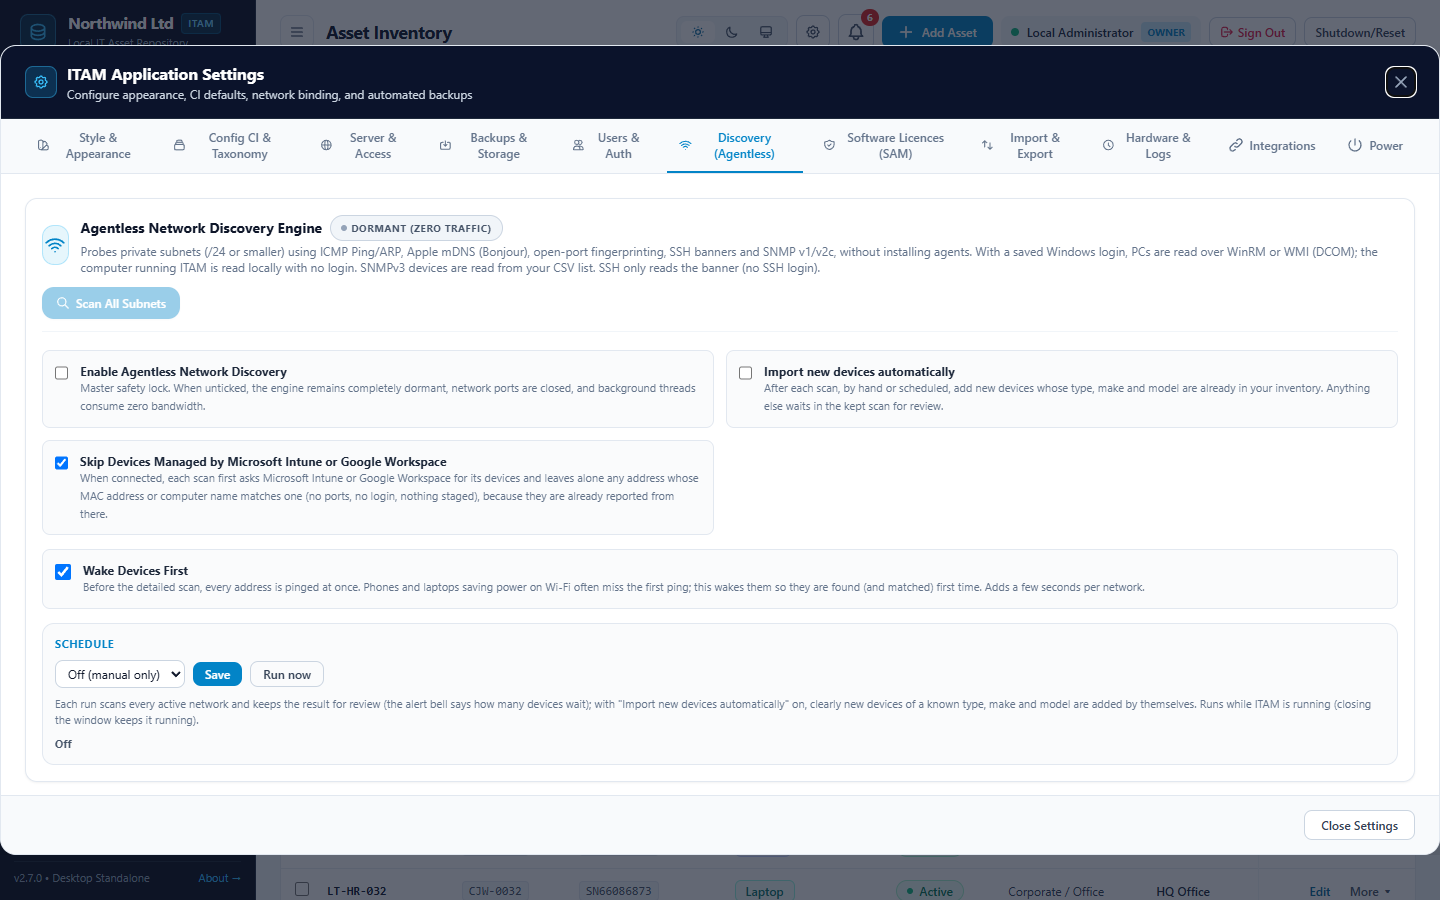 Northwind Ltd ITAM
Local IT Asset Repository
Asset Inventory
6
Add Asset
Local Administrator OWNER
Sign Out
Shutdown/Reset
ITAM Application Settings
Configure appearance, CI defaults, network binding, and automated backups
Style & Appearance
Config CI & Taxonomy
Server & Access
Backups & Storage
Users & Auth
Discovery (Agentless)
Software Licences (SAM)
Import & Export
Hardware & Logs
Integrations
Power
Agentless Network Discovery Engine DORMANT (ZERO TRAFFIC)
Probes private subnets (/24 or smaller) using ICMP Ping/ARP, Apple mDNS (Bonjour), open-port fingerprinting, SSH banners and SNMP v1/v2c, without installing agents. With a saved Windows login, PCs are read over WinRM or WMI (DCOM); the
computer running ITAM is read locally with no login. SNMPv3 devices are read from your CSV list. SSH only reads the banner (no SSH login).
Scan All Subnets
Enable Agentless Network Discovery
Master safety lock. When unticked, the engine remains completely dormant, network ports are closed, and background threads
consume zero bandwidth.
Import new devices automatically
After each scan, by hand or scheduled, add new devices whose type, make and model are already in your inventory. Anything
else waits in the kept scan for review.
Skip Devices Managed by Microsoft Intune or Google Workspace
When connected, each scan first asks Microsoft Intune or Google Workspace for its devices and leaves alone any address whose
MAC address or computer name matches one (no ports, no login, nothing staged), because they are already reported from
there.
Wake Devices First
Before the detailed scan, every address is pinged at once. Phones and laptops saving power on Wi-Fi often miss the first ping; this wakes them so they are found (and matched) first time. Adds a few seconds per network.
SCHEDULE
Off (manual only) Save Run now
Each run scans every active network and keeps the result for review (the alert bell says how many devices wait); with "Import new devices automatically" on, clearly new devices of a known type, make and model are added by themselves. Runs while ITAM is running (closing
the window keeps it running).
Off
Close Settings
v2.7.0 • Desktop Standalone About →
LT-HR-032 CJW-0032 SN66086873 Laptop Active Corporate / Office HQ Office Edit More